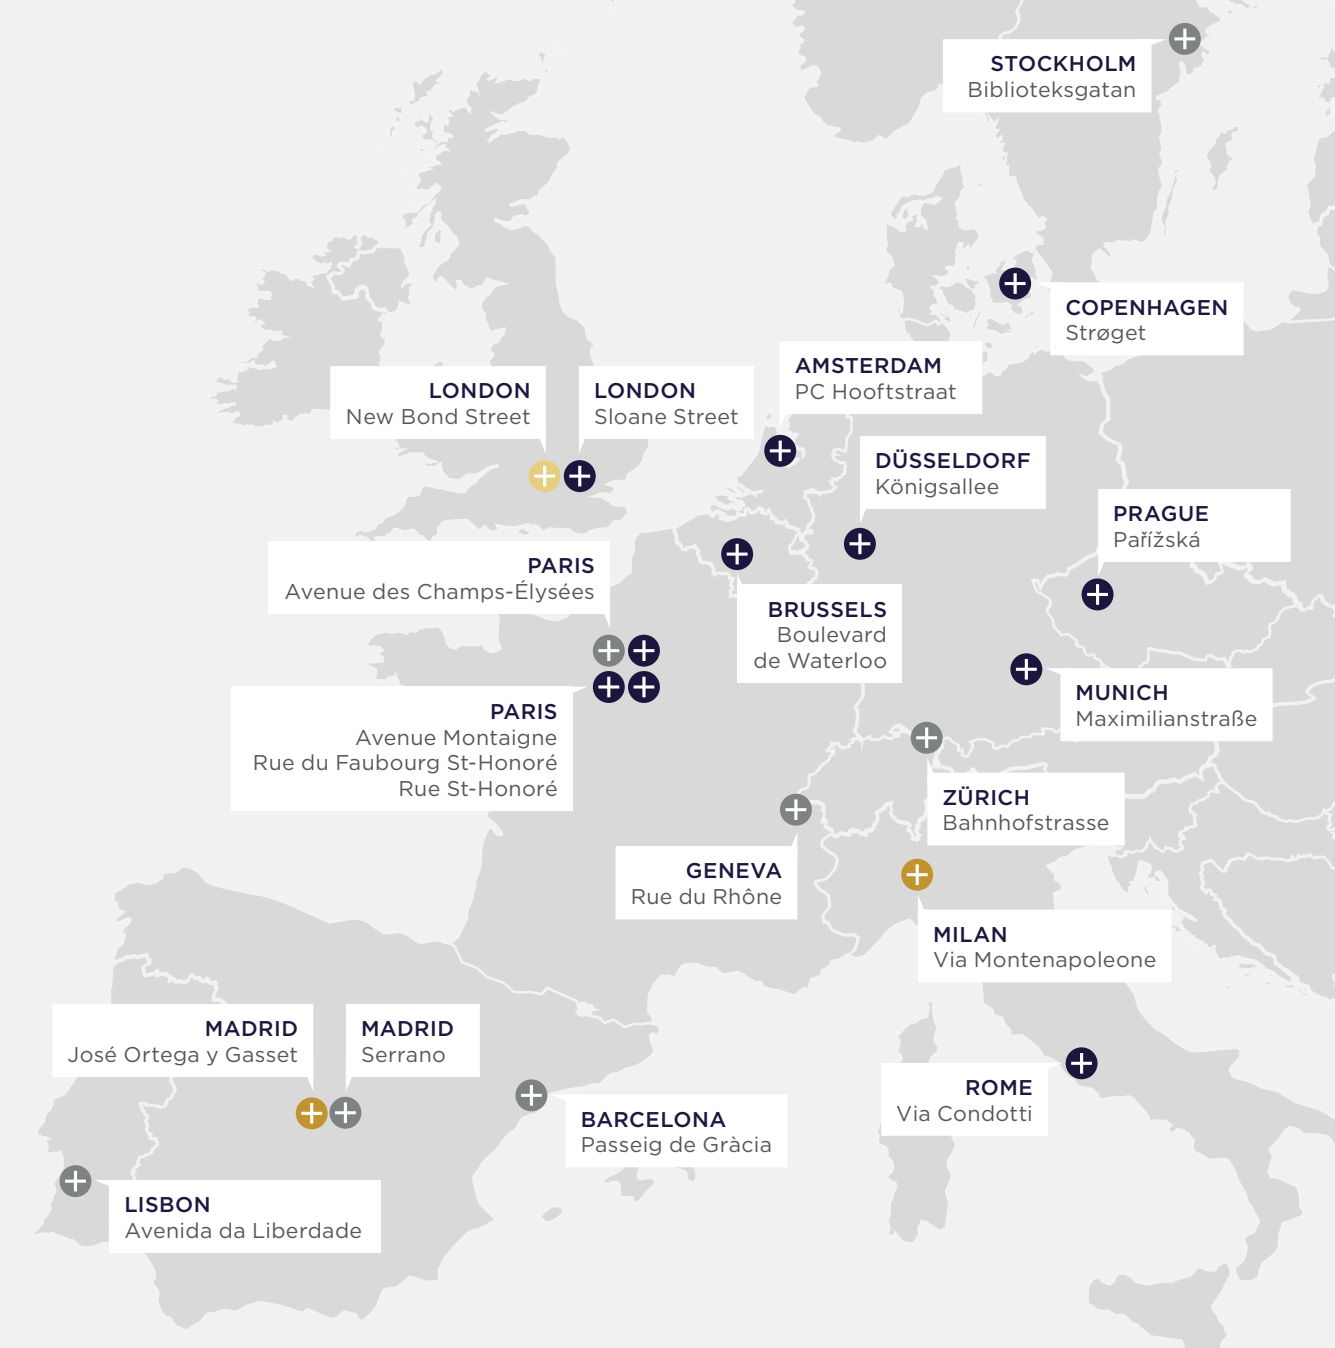 STOCKHOLM
Biblioteksgatan
COPENHAGEN
Strøget
AMSTERDAM
PC Hooftstraat
LONDON
New Bond Street
LONDON
Sloane Street
DÜSSELDORF
Königsallee
PRAGUE
Pařížská
PARIS
Avenue des Champs-Élysées
BRUSSELS
Boulevard
de Waterloo
MUNICH
Maximilianstraße
PARIS
Avenue Montaigne
Rue du Faubourg St-Honoré
Rue St-Honoré
ZÜRICH
Bahnhofstrasse
GENEVA
Rue du Rhône
MILAN
Via Montenapoleone
MADRID
José Ortega y Gasset
MADRID
Serrano
ROME
Via Condotti
BARCELONA
Passeig de Gràcia
LISBON
Avenida da Liberdade